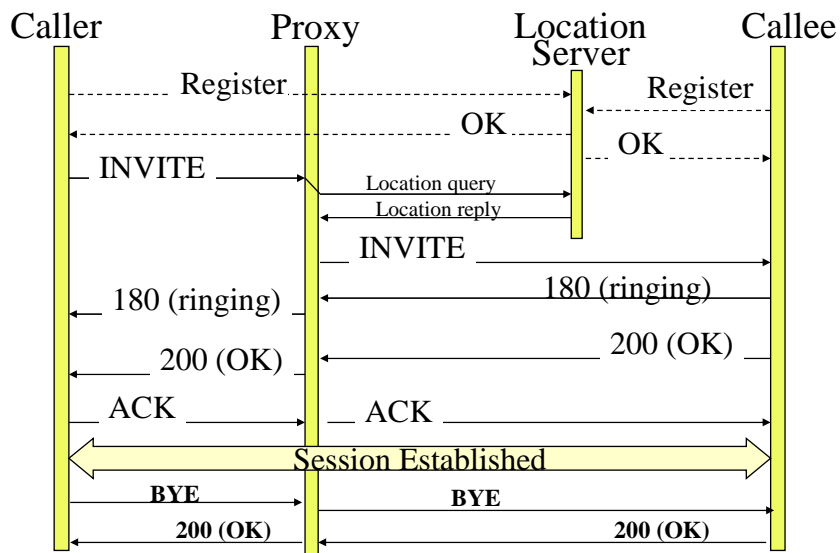 Caller
Proxy
Location
Server
Callee
Register
Register
OK
OK
INVITE
Location query
Location reply
INVITE
180 (ringing)
180 (ringing)
200 (OK)
200 (OK)
ACK
ACK
Session Established
BYE
BYE
200 (OK)
200 (OK)